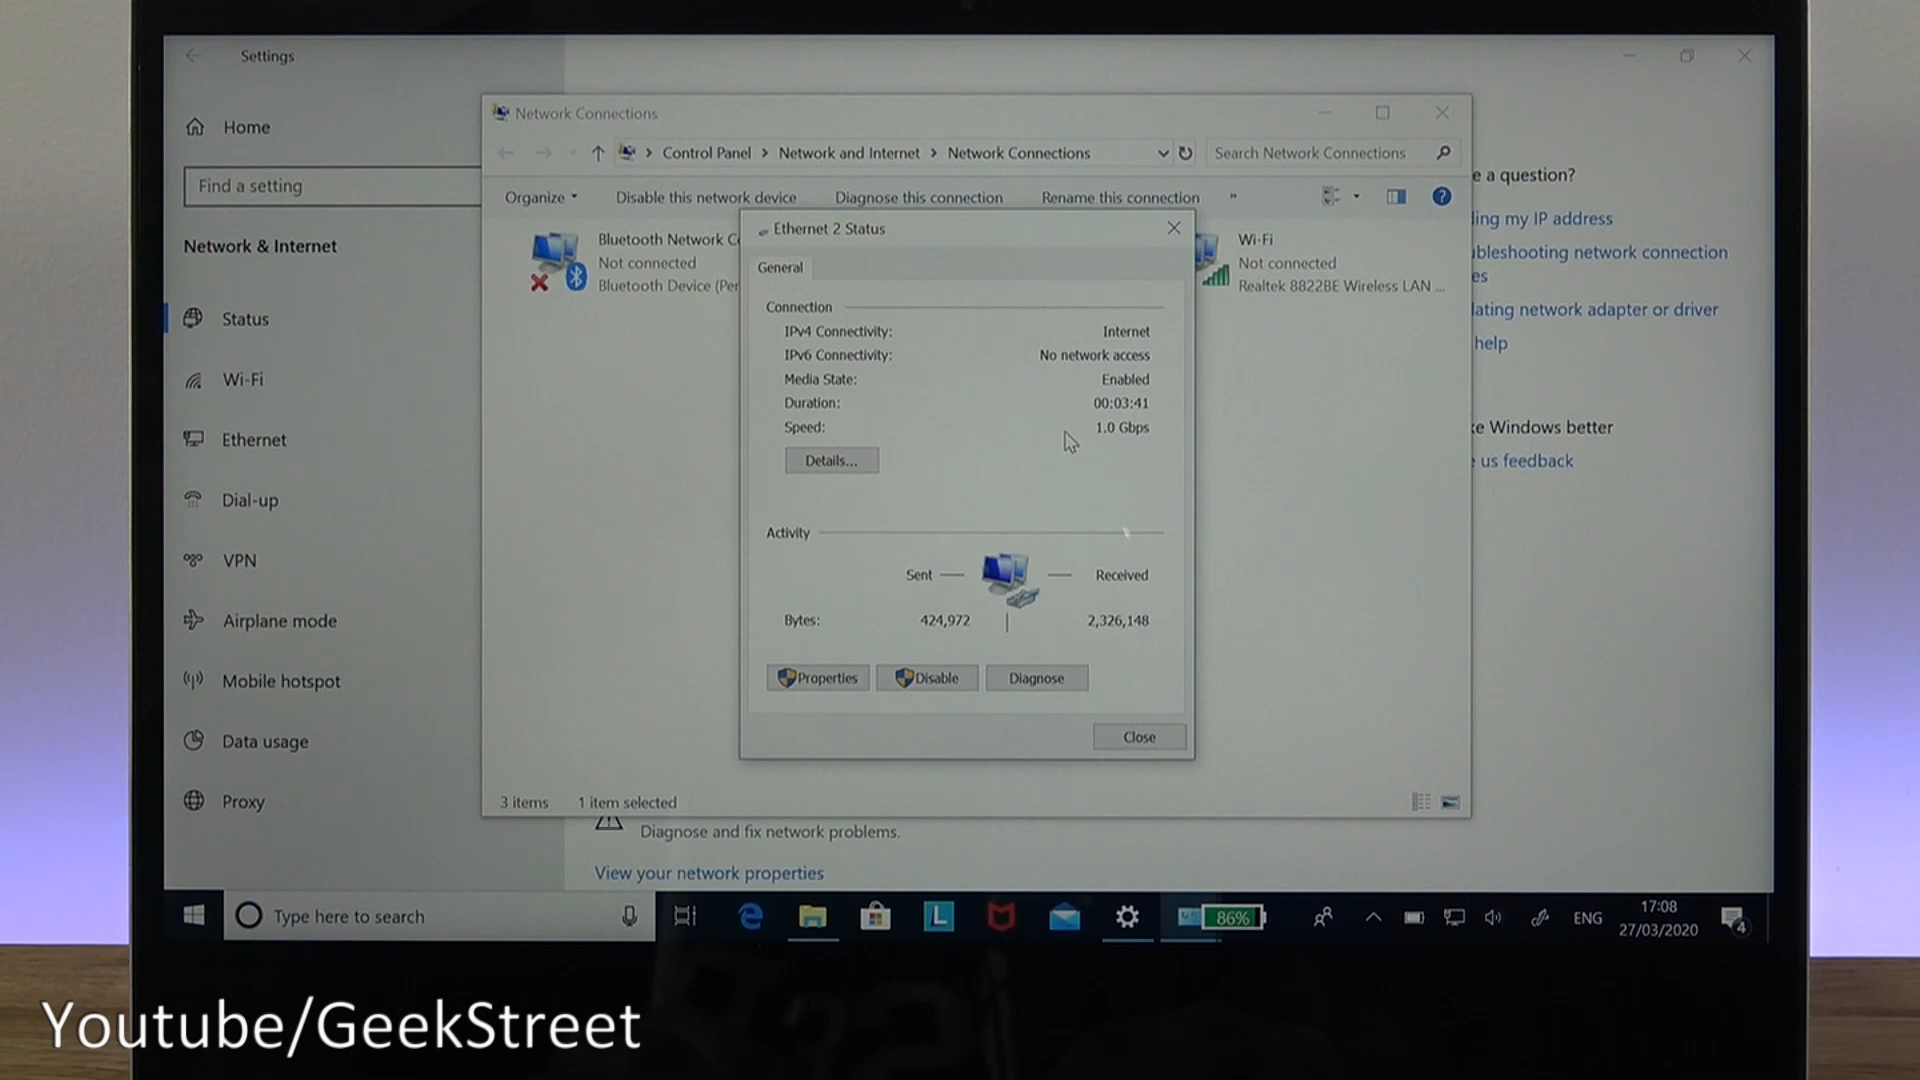 Settings
Home
Find a setting
Network & Internet
Status
Wi-Fi
Ethernet
Dial-up
VPN
Airplane mode
Mobile hotspot
Data usage
Proxy
Network Connections
Control Panel > Network and Internet > Network Connections
Search Network Connections
Organize
Disable this network device
Diagnose this connection
Rename this connection
»
Bluetooth Network C
Not connected
Bluetooth Device (Per
Wi-Fi
Not connected
Realtek 8822BE Wireless LAN ...
Ethernet 2 Status
General
Connection
IPv4 Connectivity: Internet
IPv6 Connectivity: No network access
Media State: Enabled
Duration: 00:03:41
Speed: 1.0 Gbps
Details...
Activity
Sent Received
Bytes: 424,972 2,326,148
Properties Disable Diagnose
Close
3 items 1 item selected
e a question?
ing my IP address
bleshooting network connection
es
ating network adapter or driver
help
e Windows better
us feedback
Diagnose and fix network problems.
View your network properties
Type here to search
L
86%
ENG
17:08
27/03/2020
4
Youtube/GeekStreet